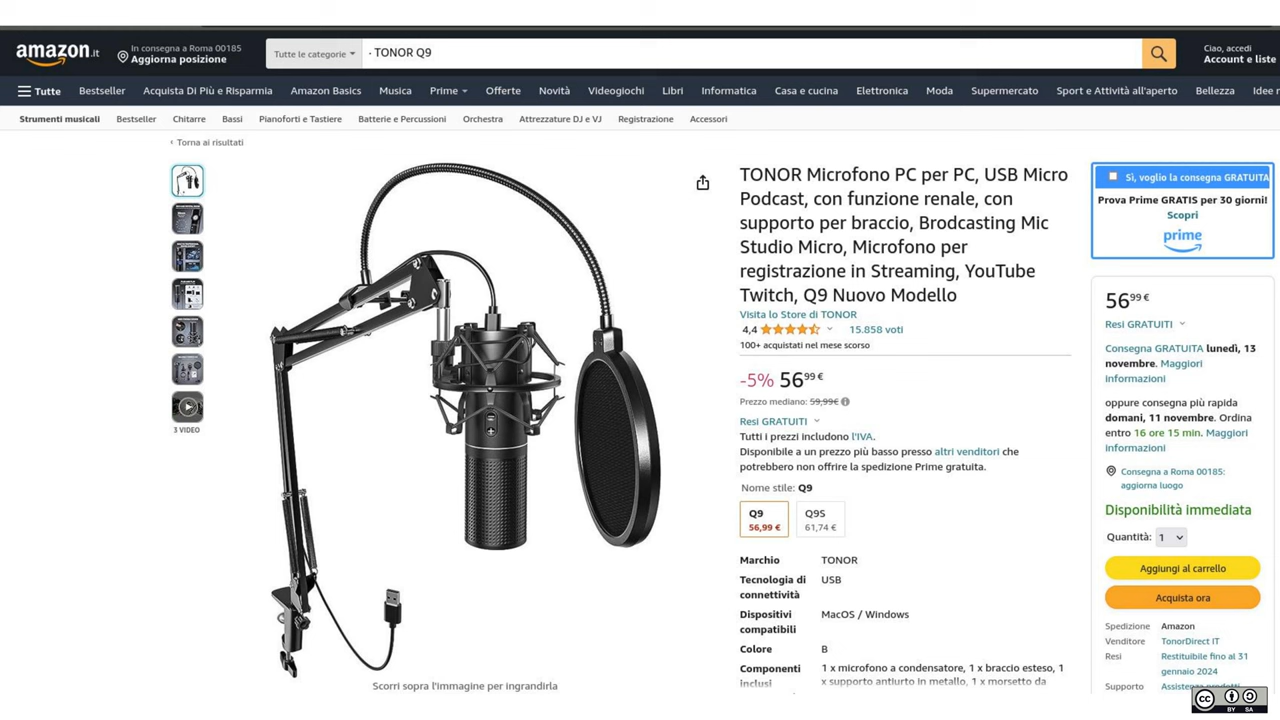 amazon.it
In consegna a Roma 00185
Aggiorna posizione
Tutte le categorie
· TONOR Q9
Ciao, accedi
Account e liste
Tutte
Bestseller
Acquista Di Più e Risparmia
Amazon Basics
Musica
Prime
Offerte
Novità
Videogiochi
Libri
Informatica
Casa e cucina
Elettronica
Moda
Supermercato
Sport e Attività all'aperto
Bellezza
Idee r
Strumenti musicali
Bestseller
Chitarre
Bassi
Pianoforti e Tastiere
Batterie e Percussioni
Orchestra
Attrezzature DJ e VJ
Registrazione
Accessori
‹ Torna ai risultati
3 VIDEO
Scorri sopra l'immagine per ingrandirla
TONOR Microfono PC per PC, USB Micro
Podcast, con funzione renale, con
supporto per braccio, Brodcasting Mic
Studio Micro, Microfono per
registrazione in Streaming, YouTube
Twitch, Q9 Nuovo Modello
Visita lo Store di TONOR
4,4
15.858 voti
100+ acquistati nel mese scorso
-5% 56,99 €
Prezzo mediano: 59,99€
Resi GRATUITI
Tutti i prezzi includono l'IVA.
Disponibile a un prezzo più basso presso altri venditori che
potrebbero non offrire la spedizione Prime gratuita.
Nome stile: Q9
Q9
56,99 €
Q9S
61,74 €
Marchio TONOR
Tecnologia di USB
connettività
Dispositivi MacOS / Windows
compatibili
Colore B
Componenti 1 x microfono a condensatore, 1 x braccio esteso, 1
inclusi x supporto antiurto in metallo, 1 x morsetto da
Sì, voglio la consegna GRATUITA
Prova Prime GRATIS per 30 giorni!
Scopri
prime
56 99 €
Resi GRATUITI
Consegna GRATUITA lunedì, 13
novembre. Maggiori
informazioni
oppure consegna più rapida
domani, 11 novembre. Ordina
entro 16 ore 15 min. Maggiori
informazioni
Consegna a Roma 00185:
aggiorna luogo
Disponibilità immediata
Quantità: 1
Aggiungi al carrello
Acquista ora
Spedizione Amazon
Venditore TonorDirect IT
Resi Restituibile fino al 31
gennaio 2024
Supporto Assistenza prodotti
cc
BY SA